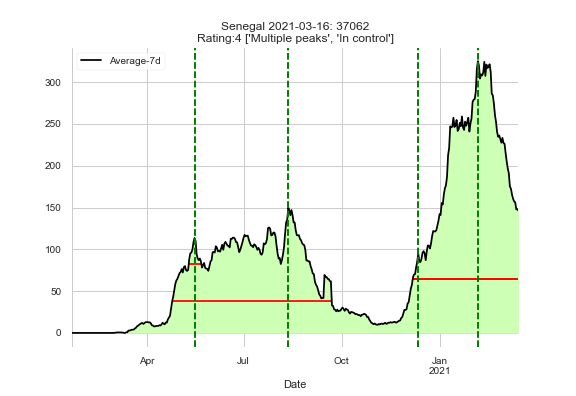 Senegal 2021-03-16: 37062
Rating:4 ['Multiple peaks', 'In control']
Average-7d
300
250
200
150
100
50
0
Apr
Jul
Oct
Jan
2021
Date